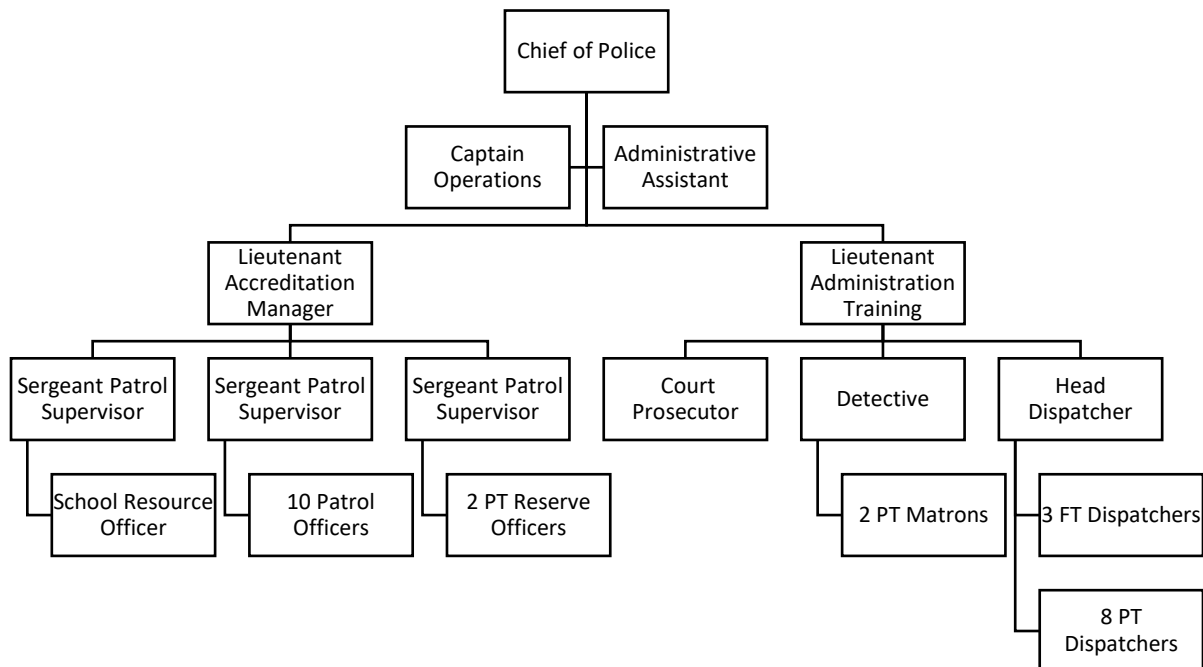 Chief of Police
Captain
Operations
Administrative
Assistant
Lieutenant
Accreditation
Manager
Lieutenant
Administration
Training
Sergeant Patrol
Supervisor
Sergeant Patrol
Supervisor
Sergeant Patrol
Supervisor
Court
Prosecutor
Detective
Head
Dispatcher
School Resource
Officer
10 Patrol
Officers
2 PT Reserve
Officers
2 PT Matrons
3 FT Dispatchers
8 PT
Dispatchers